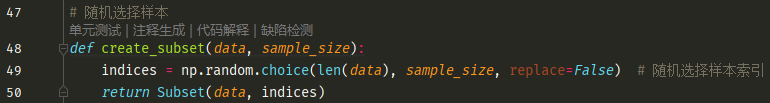 47 # 随机选择样本
单元测试 | 注释生成 | 代码解释 | 缺陷检测
48 def create_subset(data, sample_size):
49 indices = np.random.choice(len(data), sample_size, replace=False) # 随机选择样本索引
50 return Subset(data, indices)